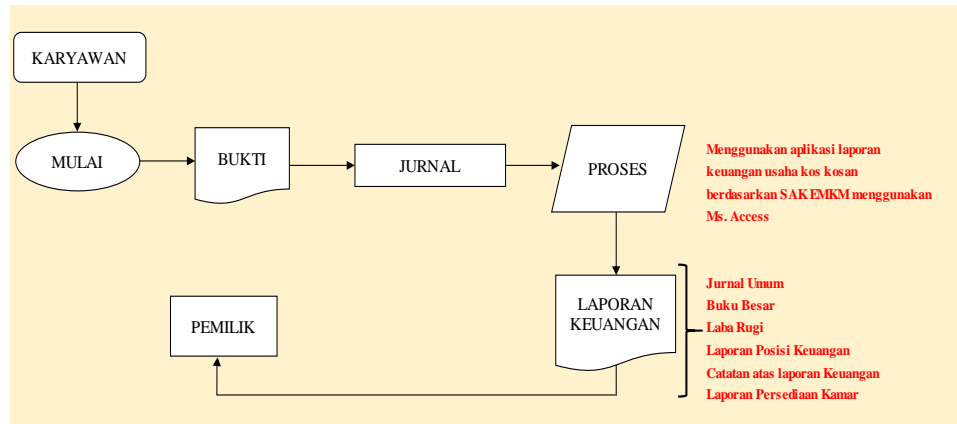 KARYAWAN
MULAI
BUKTI
JURNAL
PROSES
Menggunakan aplikasi laporan
keuangan usaha kos kosan
berdasarkan SAK EMKM menggunakan
Ms. Access
LAPORAN
KEUANGAN
Jurnal Umum
Buku Besar
Laba Rugi
Laporan Posisi Keuangan
Catatan atas laporan Keuangan
Laporan Persediaan Kamar
PEMILIK